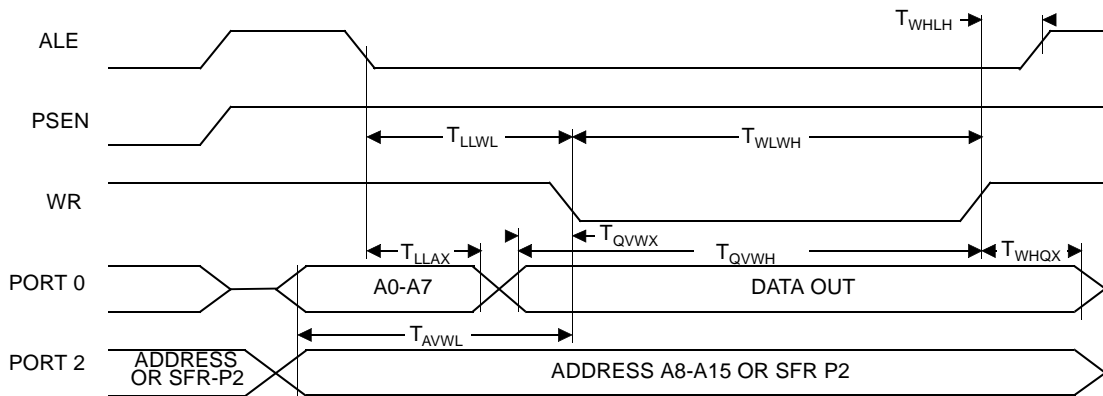 ALE
T_WHLH
PSEN
T_LLWL
T_WLWH
WR
T_LLAX
T_QVWX
T_QVWH
T_WHQX
PORT 0
A0-A7
DATA OUT
T_AVWL
PORT 2
ADDRESS
OR SFR-P2
ADDRESS A8-A15 OR SFR P2